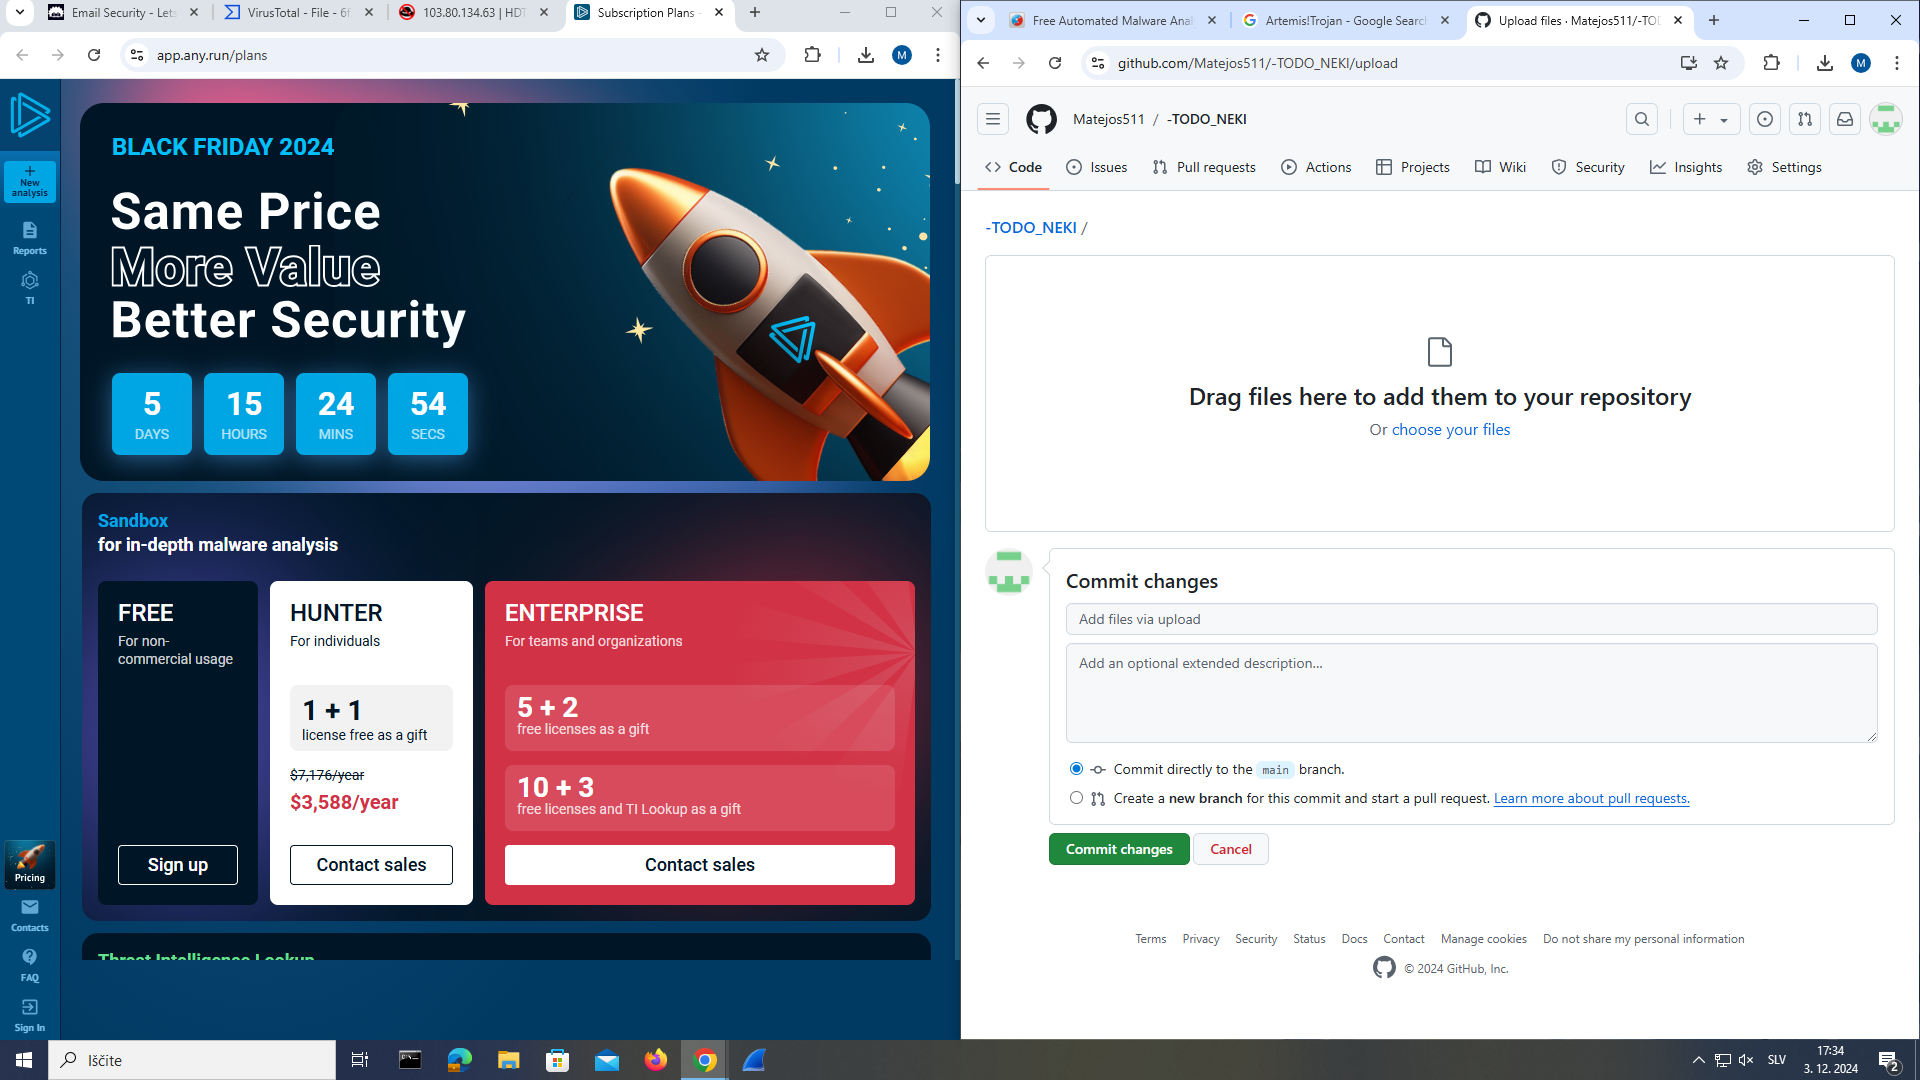 Email Security - Lets
VirusTotal - File - 6f
103.80.134.63 | HDT
Subscription Plans -
app.any.run/plans
M
New
analysis
Reports
TI
Pricing
Contacts
FAQ
Sign In
BLACK FRIDAY 2024
Same Price
More Value
Better Security
5 15 24 54
DAYS HOURS MINS SECS
Sandbox
for in-depth malware analysis
FREE
For non-
commercial usage
Sign up
HUNTER
For individuals
1 + 1
license free as a gift
$7,176/year
$3,588/year
Contact sales
ENTERPRISE
For teams and organizations
5 + 2
free licenses as a gift
10 + 3
free licenses and TI Lookup as a gift
Contact sales
Threat Intelligence Lookup
Free Automated Malware Anal
Artemis!Trojan - Google Search
Upload files · Matejos511/-TOD
github.com/Matejos511/-TODO_NEKI/upload
M
Matejos511 / -TODO_NEKI
Code Issues Pull requests Actions Projects Wiki Security Insights Settings
-TODO_NEKI /
Drag files here to add them to your repository
Or choose your files
Commit changes
Add files via upload
Add an optional extended description...
Commit directly to the main branch.
Create a new branch for this commit and start a pull request. Learn more about pull requests.
Commit changes Cancel
Terms Privacy Security Status Docs Contact Manage cookies Do not share my personal information
© 2024 GitHub, Inc.
Iščite
SLV
17:34
3. 12. 2024
2